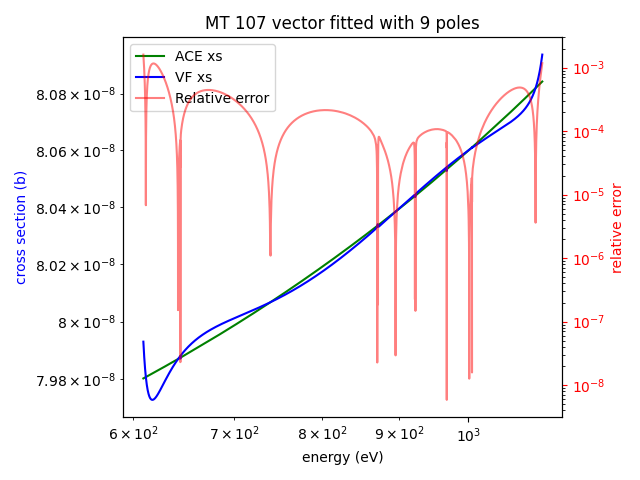 MT 107 vector fitted with 9 poles
ACE xs
VF xs
Relative error
cross section (b)
8.08 × 10⁻⁸
8.06 × 10⁻⁸
8.04 × 10⁻⁸
8.02 × 10⁻⁸
8 × 10⁻⁸
7.98 × 10⁻⁸
10⁻³
10⁻⁴
10⁻⁵
10⁻⁶
10⁻⁷
10⁻⁸
relative error
6 × 10² 7 × 10² 8 × 10² 9 × 10² 10³
energy (eV)